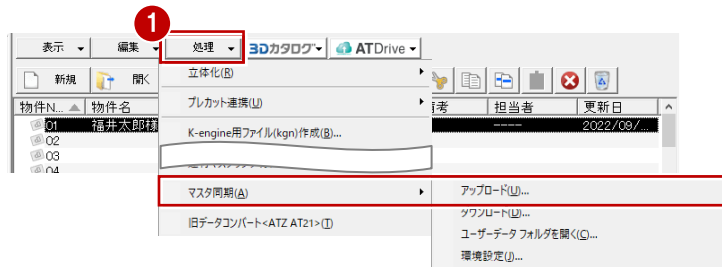 1
表示 編集 処理 3Dカタログ ATDrive
新規 開く 立体化(R)
プレカット連携(U)
物件N... 物件名 考 担当者 更新日
K-engine用ファイル(kgn)作成(B)...
01 福井太郎様 ---- 2022/09/...
02
03
04
マスタ同期(A) アップロード(U)...
ダウンロード(D)...
旧データコンバート<ATZ AT21>(T)
ユーザーデータ フォルダを開く(C)...
環境設定(J)...